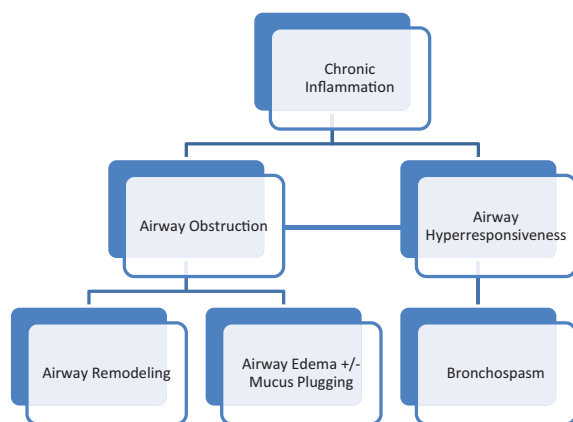 Chronic
Inflammation
Airway Obstruction
Airway
Hyperresponsiveness
Airway Remodeling
Airway Edema +/-
Mucus Plugging
Bronchospasm